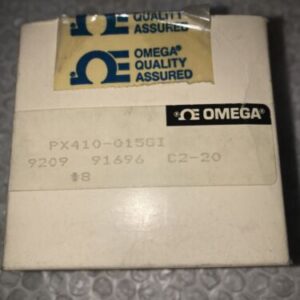 QUALITY
ASSURED
OMEGA®
QUALITY
ASSURED
OMEGA®
PX410-015GI
9209 91696 C2-20
#8